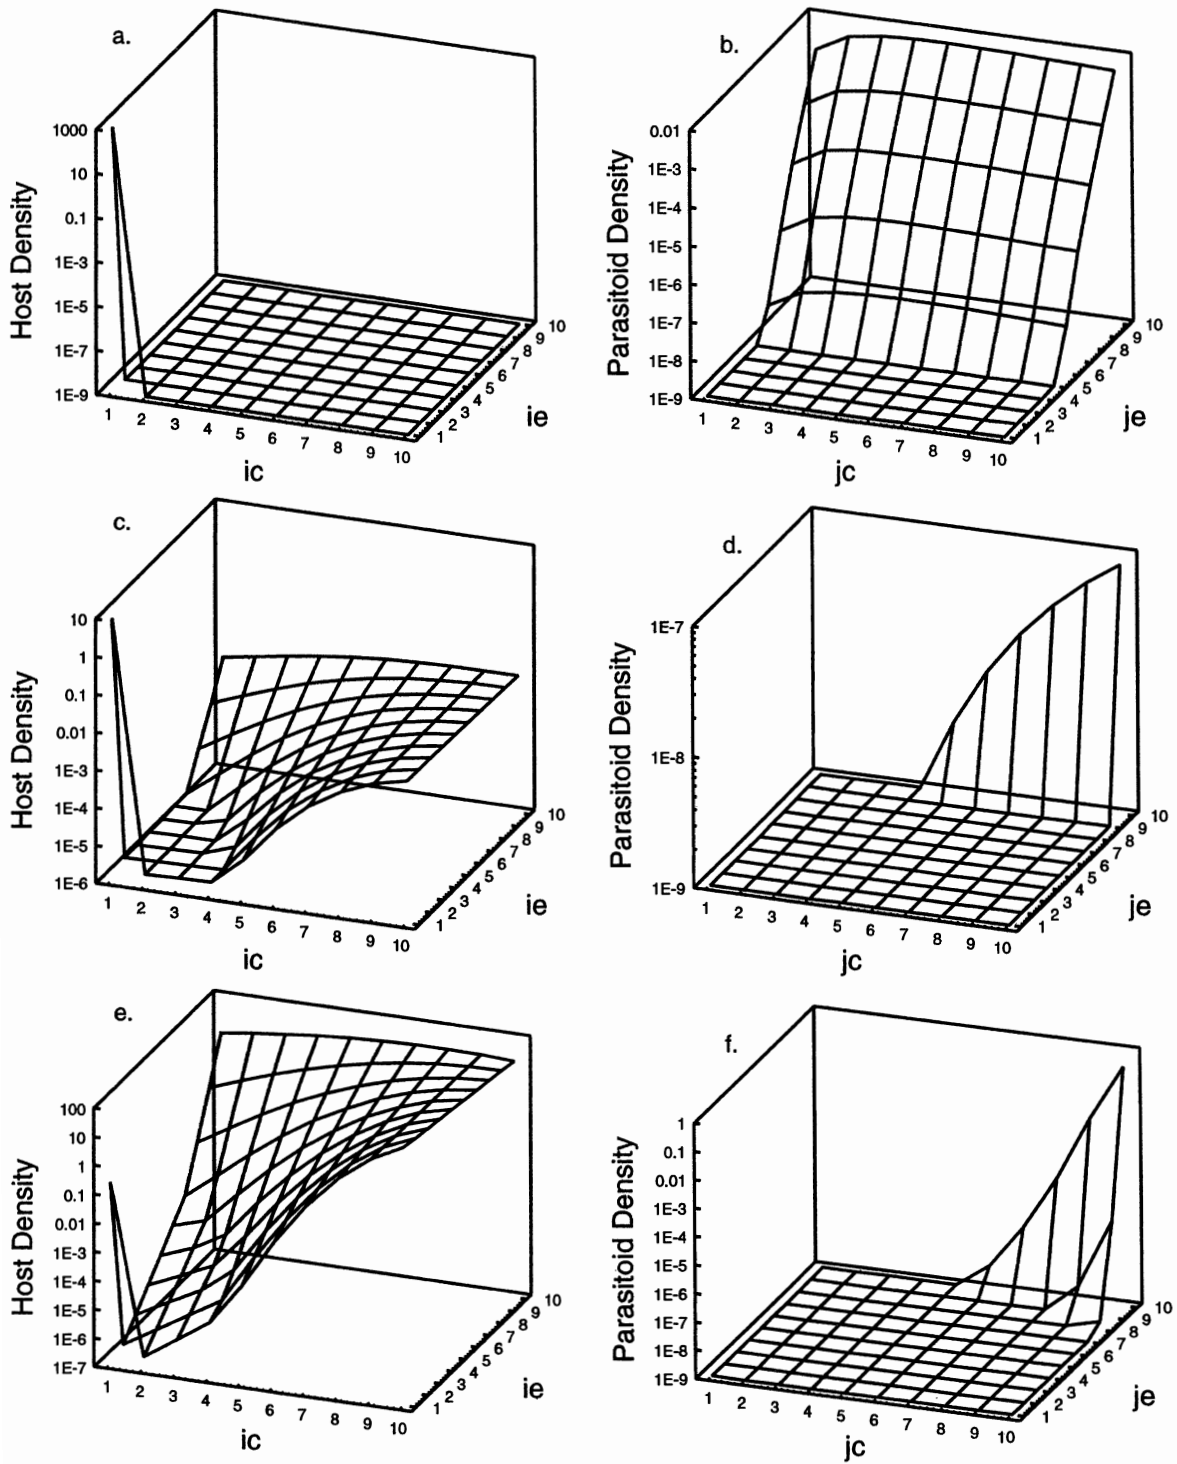 a.
1000
10
0.1
1E-3
1E-5
1E-7
1E-9
Host Density
1 2 3 4 5 6 7 8 9 10
ic
1 2 3 4 5 6 7 8 9 10
ie
b.
0.01
1E-3
1E-4
1E-5
1E-6
1E-7
1E-8
1E-9
Parasitoid Density
1 2 3 4 5 6 7 8 9 10
jc
1 2 3 4 5 6 7 8 9 10
je
c.
10
1
0.1
0.01
1E-3
1E-4
1E-5
1E-6
Host Density
1 2 3 4 5 6 7 8 9 10
ic
1 2 3 4 5 6 7 8 9 10
ie
d.
1E-7
1E-8
1E-9
Parasitoid Density
1 2 3 4 5 6 7 8 9 10
jc
1 2 3 4 5 6 7 8 9 10
je
e.
100
10
1
0.1
0.01
1E-3
1E-4
1E-5
1E-6
1E-7
Host Density
1 2 3 4 5 6 7 8 9 10
ic
1 2 3 4 5 6 7 8 9 10
ie
f.
1
0.1
0.01
1E-3
1E-4
1E-5
1E-6
1E-7
1E-8
1E-9
Parasitoid Density
1 2 3 4 5 6 7 8 9 10
jc
1 2 3 4 5 6 7 8 9 10
je